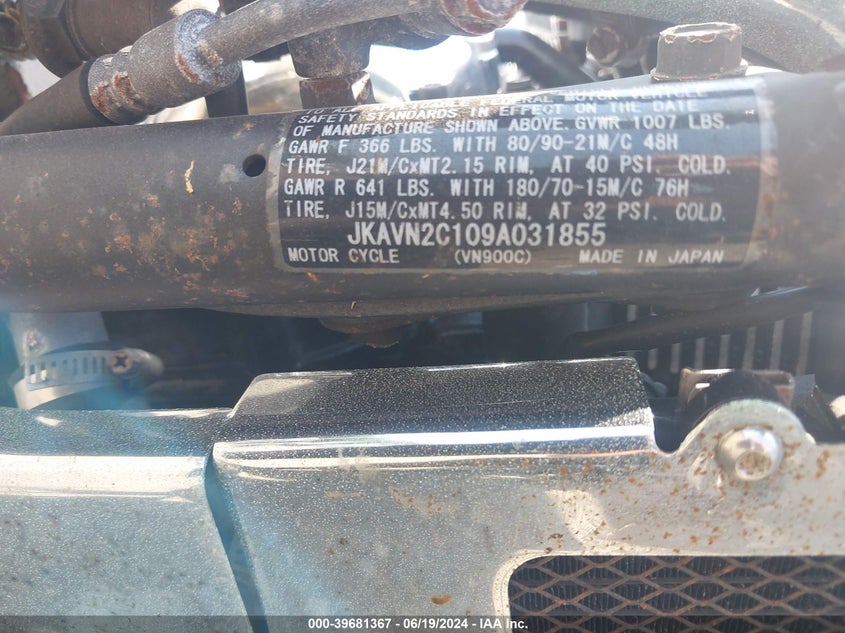 TO ALL
SAFETY STANDARDS IN EFFECT ON THE DATE
OF MANUFACTURE SHOWN ABOVE. GVWR 1007 LBS.
GAWR F 366 LBS. WITH 80/90-21M/C 48H
TIRE, J21M/CxMT2.15 RIM, AT 40 PSI. COLD.
GAWR R 641 LBS. WITH 180/70-15M/C 76H
TIRE, J15M/CxMT4.50 RIM, AT 32 PSI. COLD.
JKAVN2C109A031855
MOTOR CYCLE (VN900C) MADE IN JAPAN
000-39681367 / 06/19/2024 - IAA Inc.